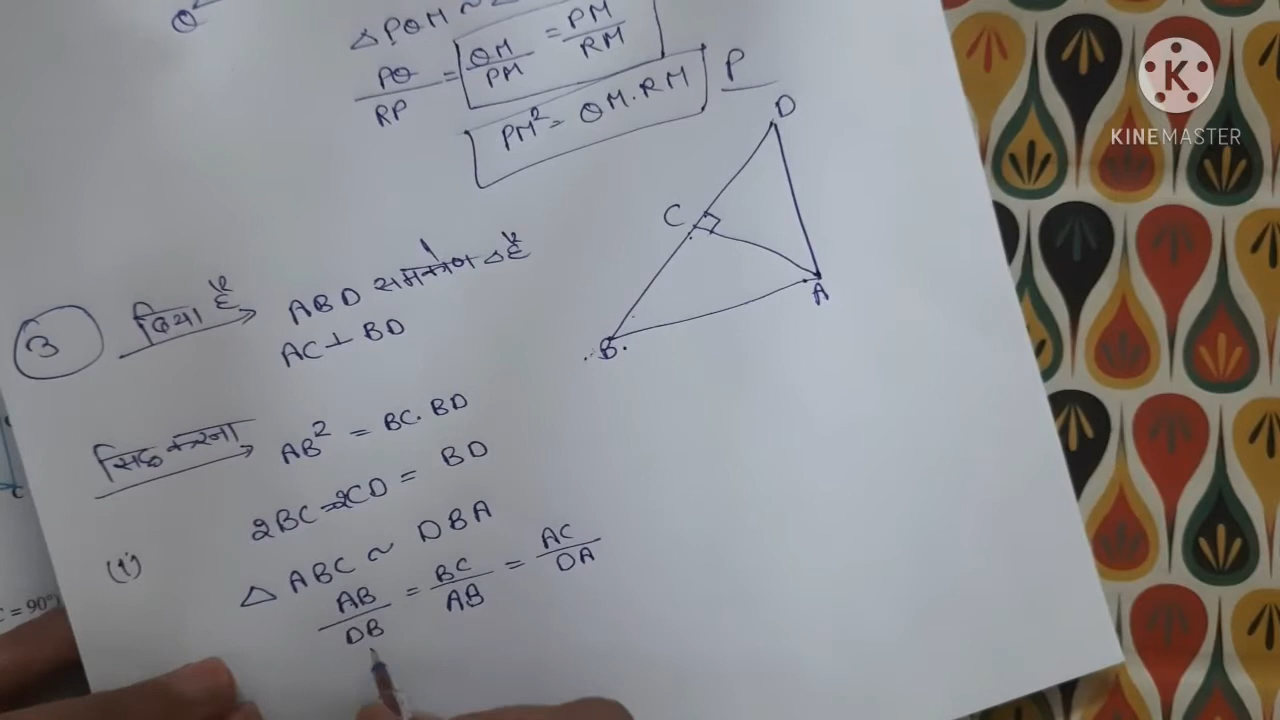 Q
△PQM ~
PQ/RP = QM/PM = PM/RM
PM² = QM.RM
P
D
C
A
B.
3 दिया है → ABD समकोण △ है
AC ⊥ BD
सिद्ध करना → AB² = BC.BD
2BC = 2CD = BD
(i) △ ABC ~ DBA
AB/DB = BC/AB = AC/DA
C = 90°)
K
KINEMASTER